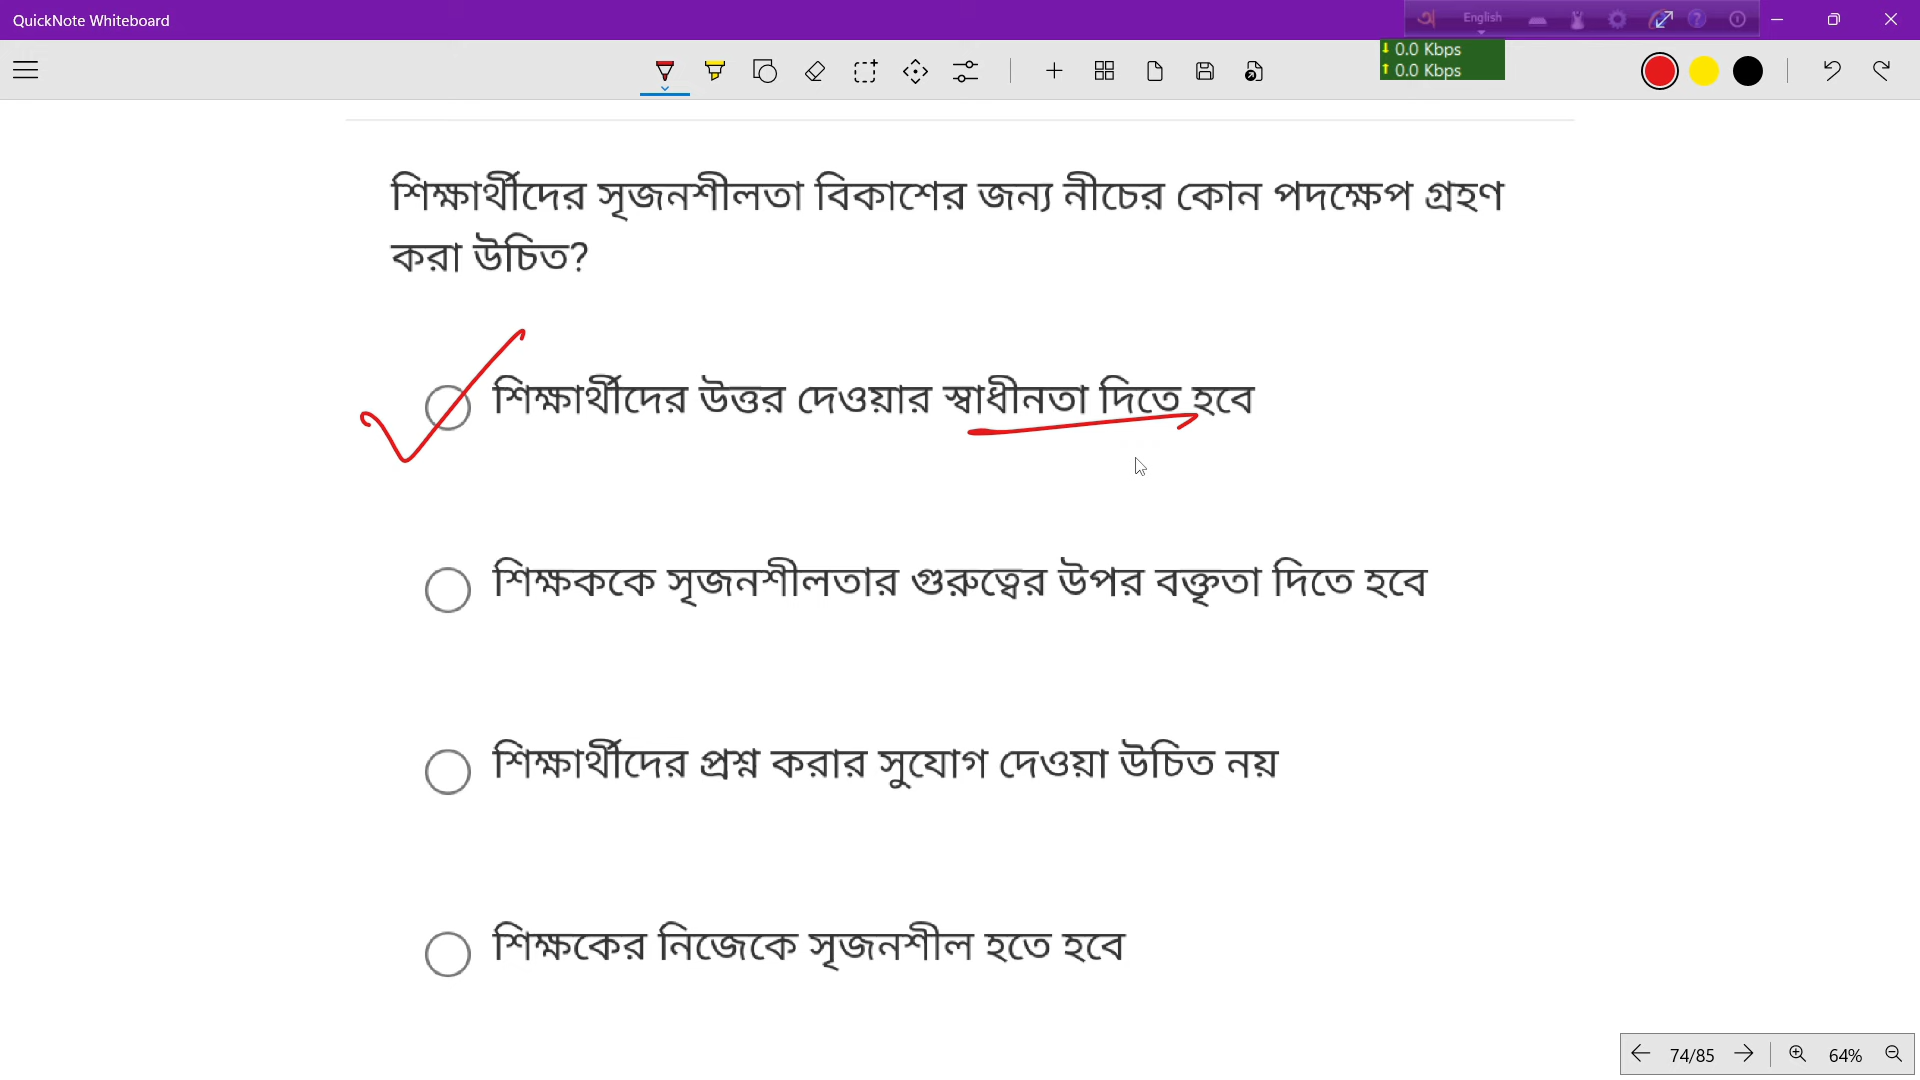 QuickNote Whiteboard
English
0.0 Kbps
0.0 Kbps
শিক্ষার্থীদের সৃজনশীলতা বিকাশের জন্য নীচের কোন পদক্ষেপ গ্রহণ
করা উচিত?
শিক্ষার্থীদের উত্তর দেওয়ার স্বাধীনতা দিতে হবে
শিক্ষককে সৃজনশীলতার গুরুত্বের উপর বক্তৃতা দিতে হবে
শিক্ষার্থীদের প্রশ্ন করার সুযোগ দেওয়া উচিত নয়
শিক্ষকের নিজেকে সৃজনশীল হতে হবে
74/85
64%